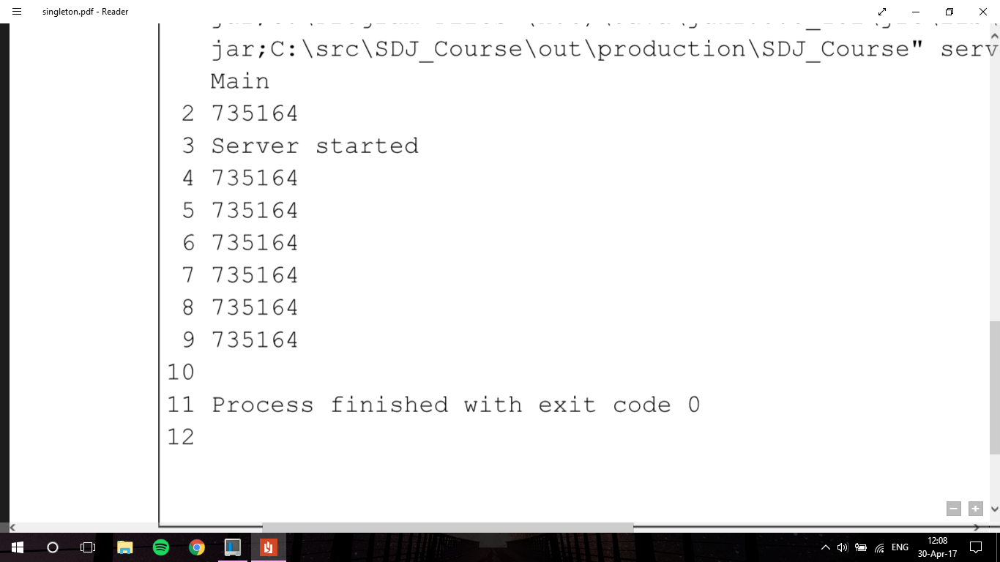 singleton.pdf - Reader
jar;C:\src\SDJ_Course\out\production\SDJ_Course" serv
Main
2 735164
3 Server started
4 735164
5 735164
6 735164
7 735164
8 735164
9 735164
10
11 Process finished with exit code 0
12
ENG
12:08
30-Apr-17